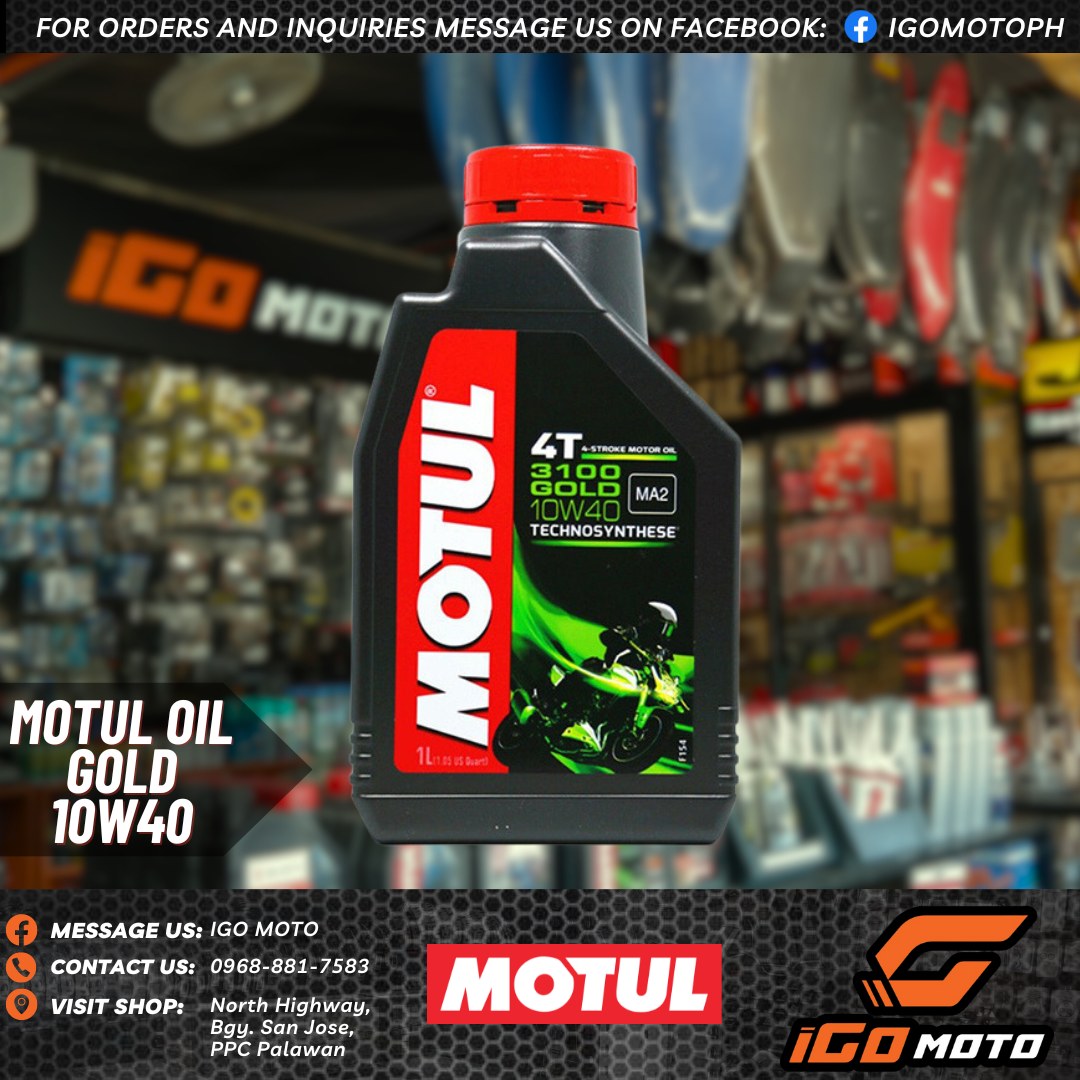 FOR ORDERS AND INQUIRIES MESSAGE US ON FACEBOOK: IGOMOTOPH
iGO MOTO
MOTUL®
4T 4-STROKE MOTOR OIL
3100
GOLD
10W40
MA2
TECHNOSYNTHESE
1L (1.05 US Quart)
F154
MOTUL OIL
GOLD
10W40
MESSAGE US: IGO MOTO
CONTACT US: 0968-881-7583
VISIT SHOP: North Highway,
Bgy. San Jose,
PPC Palawan
MOTUL
iGO MOTO